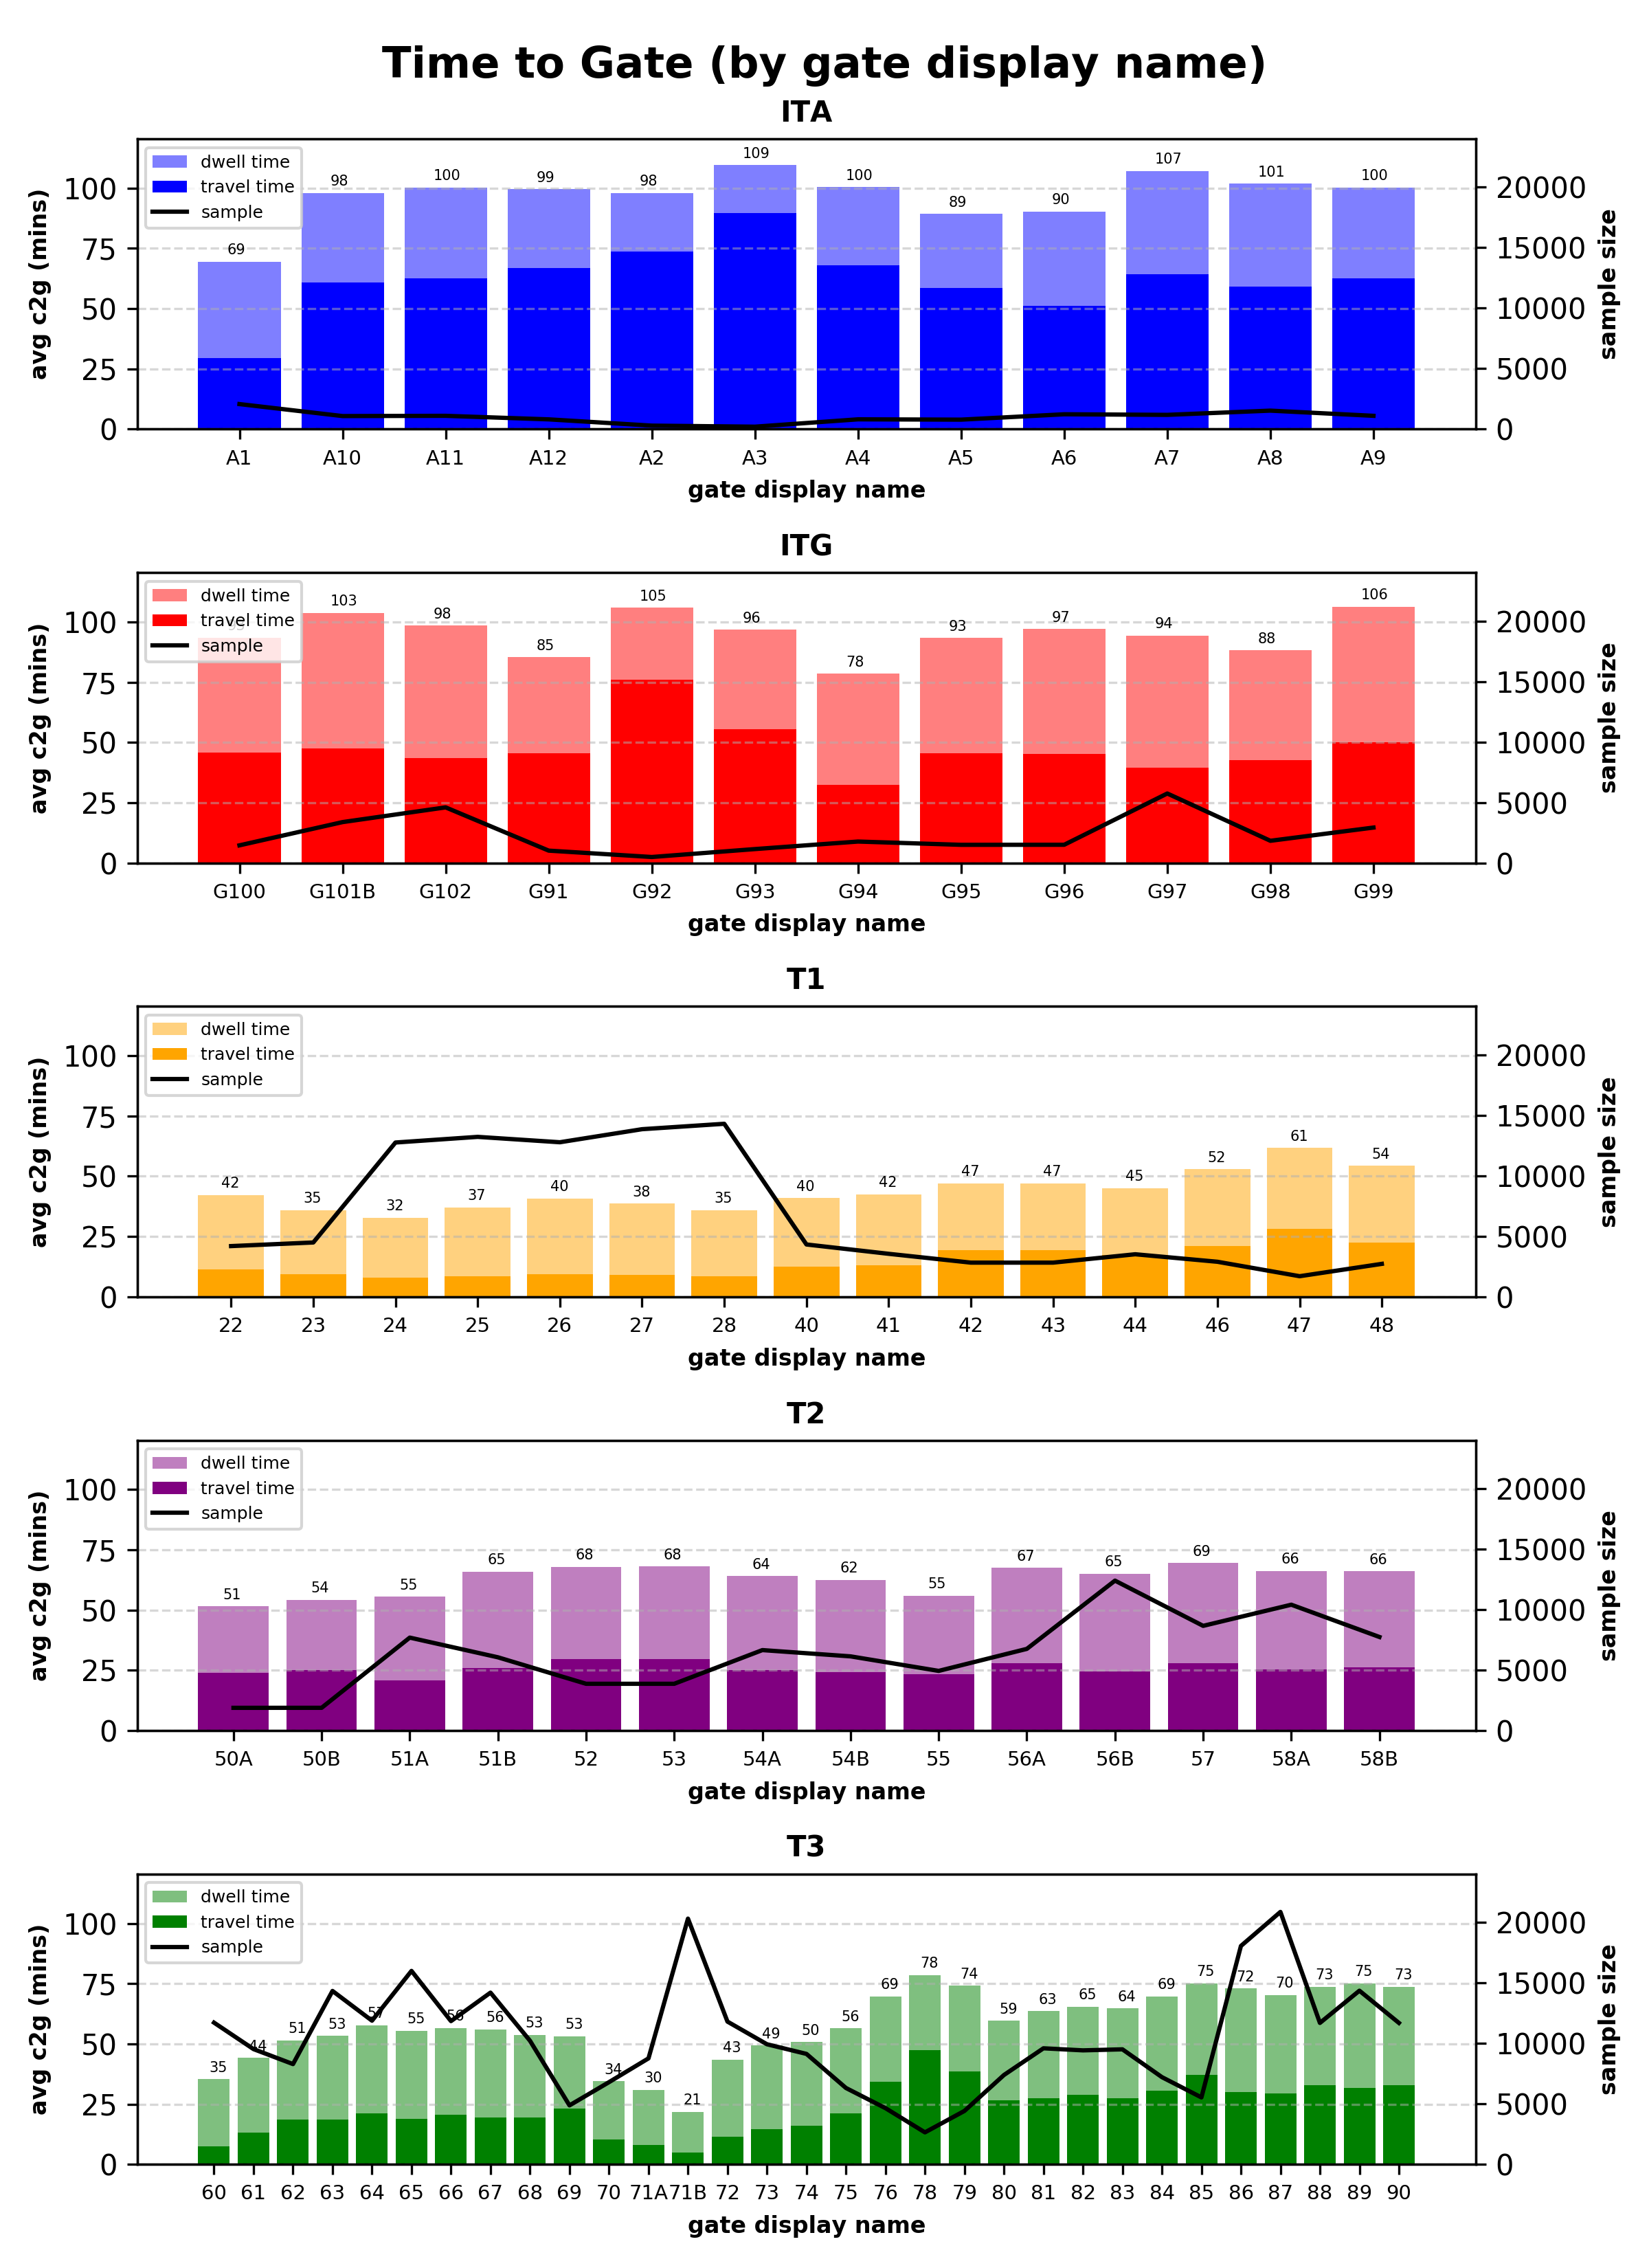 Time to Gate (by gate display name)
ITA
dwell time
travel time
sample
69 98 100 99 98 109 100 89 90 107 101 100
100
75
50
25
0
avg c2g (mins)
20000
15000
10000
5000
0
sample size
A1 A10 A11 A12 A2 A3 A4 A5 A6 A7 A8 A9
gate display name
ITG
dwell time
travel time
sample
103 98 85 105 96 78 93 97 94 88 106
100
75
50
25
0
avg c2g (mins)
20000
15000
10000
5000
0
sample size
G100 G101B G102 G91 G92 G93 G94 G95 G96 G97 G98 G99
gate display name
T1
dwell time
travel time
sample
42 35 32 37 40 38 35 40 42 47 47 45 52 61 54
100
75
50
25
0
avg c2g (mins)
20000
15000
10000
5000
0
sample size
22 23 24 25 26 27 28 40 41 42 43 44 46 47 48
gate display name
T2
dwell time
travel time
sample
51 54 55 65 68 68 64 62 55 67 65 69 66 66
100
75
50
25
0
avg c2g (mins)
20000
15000
10000
5000
0
sample size
50A 50B 51A 51B 52 53 54A 54B 55 56A 56B 57 58A 58B
gate display name
T3
dwell time
travel time
sample
35 44 51 53 57 55 56 56 53 53 34 30 21 43 49 50 56 69 78 74 59 63 65 64 69 75 72 70 73 75 73
100
75
50
25
0
avg c2g (mins)
20000
15000
10000
5000
0
sample size
60 61 62 63 64 65 66 67 68 69 70 71A 71B 72 73 74 75 76 78 79 80 81 82 83 84 85 86 87 88 89 90
gate display name